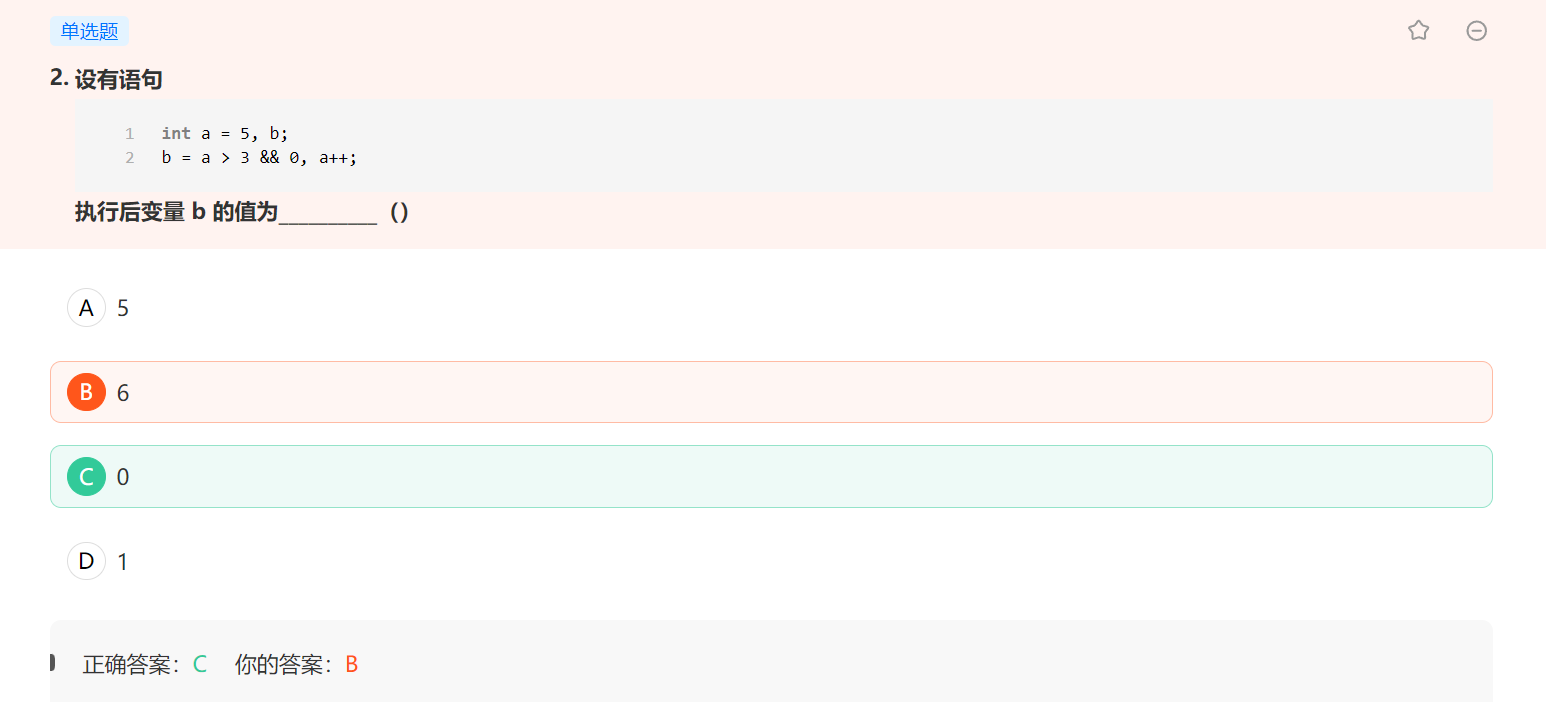 单选题
2. 设有语句
1 int a = 5, b;
2 b = a > 3 && 0, a++;
执行后变量 b 的值为_________（）
A 5
B 6
C 0
D 1
正确答案：C 你的答案：B